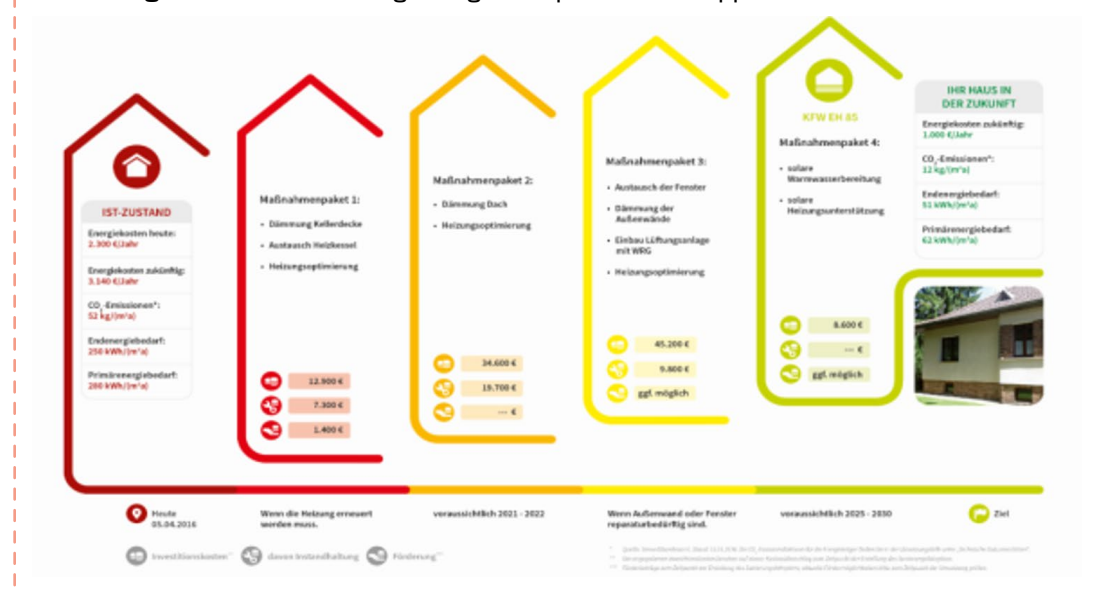 IST-ZUSTAND
Energiekosten heute:
2.300 €/Jahr
Energiekosten zukünftig:
3.140 €/Jahr
CO₂-Emissionen*:
52 kg/(m²a)
Endenergiebedarf:
250 kWh/(m²a)
Primärenergiebedarf:
280 kWh/(m²a)
Maßnahmenpaket 1:
• Dämmung Kellerdecke
• Austausch Heizkessel
• Heizungsoptimierung
12.900 €
7.300 €
1.400 €
Maßnahmenpaket 2:
• Dämmung Dach
• Heizungsoptimierung
34.600 €
19.700 €
--- €
Maßnahmenpaket 3:
• Austausch der Fenster
• Dämmung der
Außenwände
• Einbau Lüftungsanlage
mit WRG
• Heizungsoptimierung
45.200 €
9.800 €
ggf. möglich
KFW EH 85
Maßnahmenpaket 4:
• solare
Warmwasserbereitung
• solare
Heizungsunterstützung
8.600 €
--- €
ggf. möglich
IHR HAUS IN
DER ZUKUNFT
Energiekosten zukünftig:
1.000 €/Jahr
CO₂-Emissionen*:
12 kg/(m²a)
Endenergiebedarf:
51 kWh/(m²a)
Primärenergiebedarf:
62 kWh/(m²a)
Heute
05.04.2016
Wenn die Heizung erneuert
werden muss.
voraussichtlich 2021 - 2022
Wenn Außenwand oder Fenster
reparaturbedürftig sind.
voraussichtlich 2025 - 2030
Ziel
Investitionskosten**
davon Instandhaltung
Förderung***